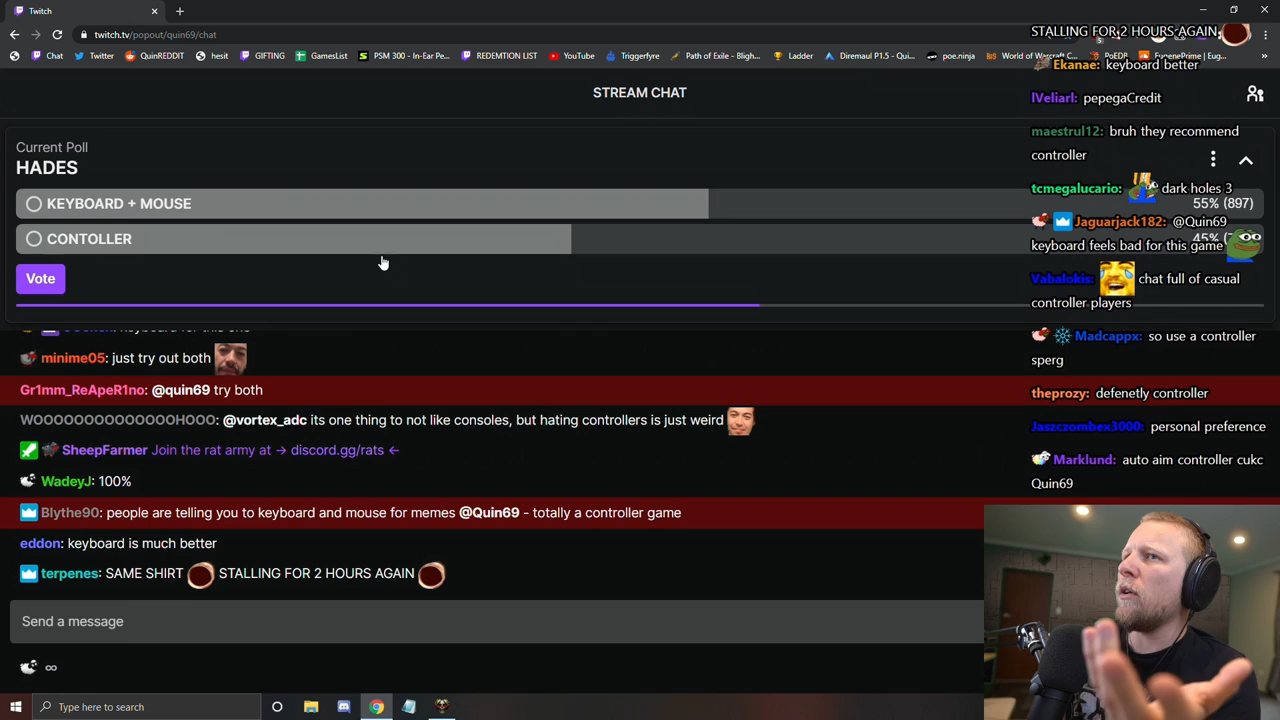 Twitch
twitch.tv/popout/quin69/chat
Chat
Twitter
QuinREDDIT
hesit
GIFTING
GamesList
PSM 300 - In-Ear Pe...
REDEMTION LIST
YouTube
Triggerfyre
Path of Exile - Bligh...
Ladder
Diremaul P1.5 - Qui...
poe.ninja
World of Warcraft C...
PoEDR
EugenePrime | Eug...
STREAM CHAT
Current Poll
HADES
KEYBOARD + MOUSE
55% (897)
CONTOLLER
Vote
minime05: just try out both
Gr1mm_ReApeR1no: @quin69 try both
WOOOOOOOOOOOOOOHOOO: @vortex_adc its one thing to not like consoles, but hating controllers is just weird
SheepFarmer Join the rat army at → discord.gg/rats ←
WadeyJ: 100%
Blythe90: people are telling you to keyboard and mouse for memes @Quin69 - totally a controller game
eddon: keyboard is much better
terpenes: SAME SHIRT STALLING FOR 2 HOURS AGAIN
Send a message
∞
Type here to search
STALLING FOR 2 HOURS AGAIN
Ekanae: keyboard better
lVeliarl: pepegaCredit
maestrul12: bruh they recommend
controller
tcmegalucario: dark holes 3
Jaguarjack182: @Quin69
keyboard feels bad for this game
Vabalokis: chat full of casual
controller players
Madcappx: so use a controller
sperg
theprozy: defenetly controller
Jaszczombex3000: personal preference
Marklund: auto aim controller cukc
Quin69